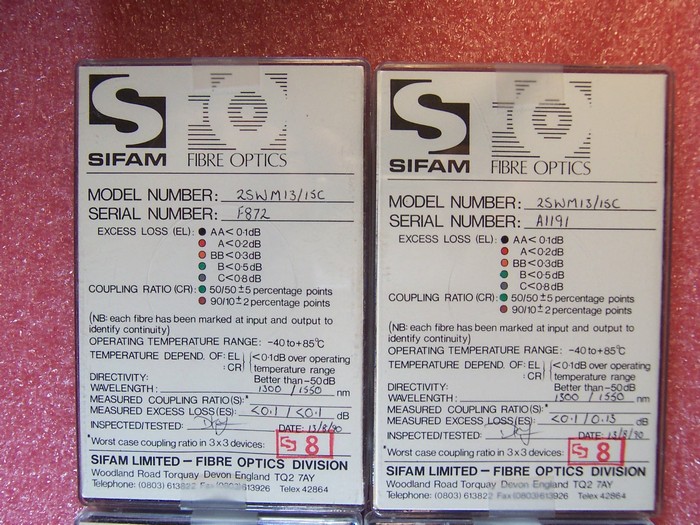 SIFAM
FIBRE OPTICS
MODEL NUMBER: 2SWM13/15C
SERIAL NUMBER: F872
EXCESS LOSS (EL): AA<0·1dB
A<0·2dB
BB<0·3dB
B<0·5dB
C<0·8dB
COUPLING RATIO (CR): 50/50 ±5 percentage points
90/10 ±2 percentage points
(NB: each fibre has been marked at input and output to
identify continuity)
OPERATING TEMPERATURE RANGE: -40 to +85°C
TEMPERATURE DEPEND. OF: EL <0·1dB over operating
: CR temperature range
DIRECTIVITY: Better than -50dB
WAVELENGTH: 1300 / 1550 nm
MEASURED COUPLING RATIO(S):*
MEASURED EXCESS LOSS(ES): <0.1 / <0.1 dB
INSPECTED/TESTED: DATE: 13/8/90
*Worst case coupling ratio in 3x3 devices: S 8
SIFAM LIMITED – FIBRE OPTICS DIVISION
Woodland Road Torquay Devon England TQ2 7AY
Telephone: (0803) 613822 Fax (0803) 613926 Telex 42864
SIFAM
FIBRE OPTICS
MODEL NUMBER: 2SWM13/15C
SERIAL NUMBER: A1191
EXCESS LOSS (EL): AA<0·1dB
A<0·2dB
BB<0·3dB
B<0·5dB
C<0·8dB
COUPLING RATIO (CR): 50/50 ±5 percentage points
90/10 ±2 percentage points
(NB: each fibre has been marked at input and output to
identify continuity)
OPERATING TEMPERATURE RANGE: -40 to +85°C
TEMPERATURE DEPEND. OF: EL <0·1dB over operating
: CR temperature range
DIRECTIVITY: Better than -50dB
WAVELENGTH: 1300 / 1550 nm
MEASURED COUPLING RATIO(S):*
MEASURED EXCESS LOSS(ES): <0.1 / 0.13 dB
INSPECTED/TESTED: DATE: 13/8/90
*Worst case coupling ratio in 3x3 devices: S 8
SIFAM LIMITED – FIBRE OPTICS DIVISION
Woodland Road Torquay Devon England TQ2 7AY
Telephone: (0803) 613822 Fax (0803) 613926 Telex 42864